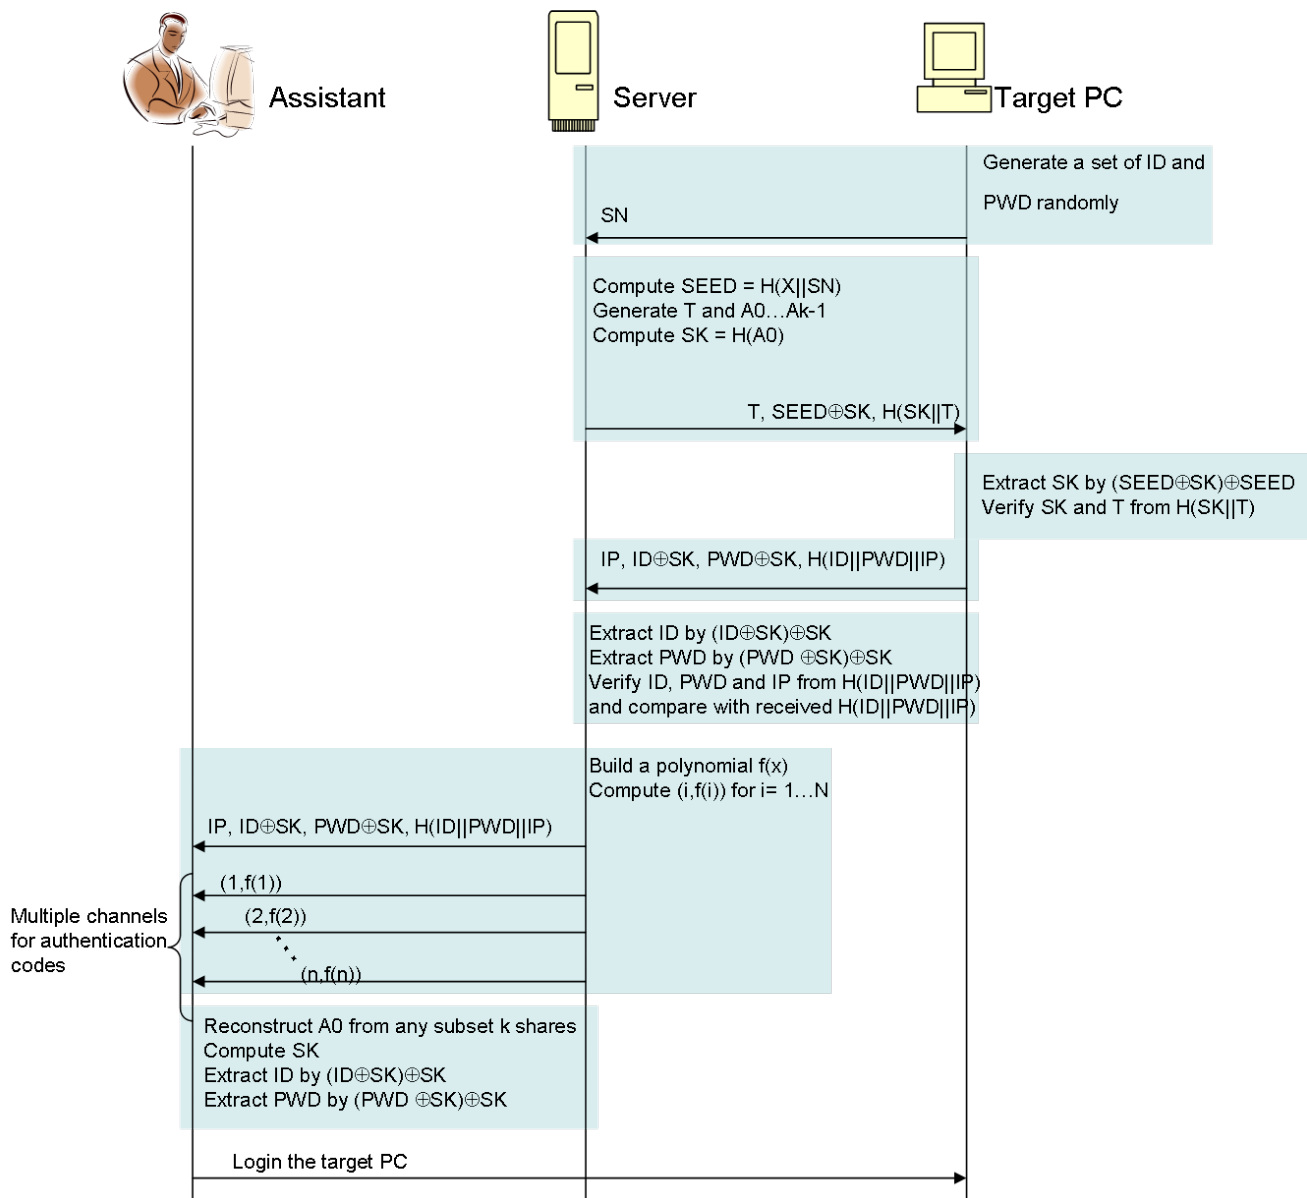 Assistant
Server
Target PC
Generate a set of ID and
PWD randomly
SN
Compute SEED = H(X||SN)
Generate T and A0…Ak-1
Compute SK = H(A0)
T, SEED⊕SK, H(SK||T)
Extract SK by (SEED⊕SK)⊕SEED
Verify SK and T from H(SK||T)
IP, ID⊕SK, PWD⊕SK, H(ID||PWD||IP)
Extract ID by (ID⊕SK)⊕SK
Extract PWD by (PWD ⊕SK)⊕SK
Verify ID, PWD and IP from H(ID||PWD||IP)
and compare with received H(ID||PWD||IP)
Build a polynomial f(x)
Compute (i,f(i)) for i= 1…N
IP, ID⊕SK, PWD⊕SK, H(ID||PWD||IP)
(1,f(1))
(2,f(2))
(n,f(n))
Multiple channels
for authentication
codes
Reconstruct A0 from any subset k shares
Compute SK
Extract ID by (ID⊕SK)⊕SK
Extract PWD by (PWD ⊕SK)⊕SK
Login the target PC